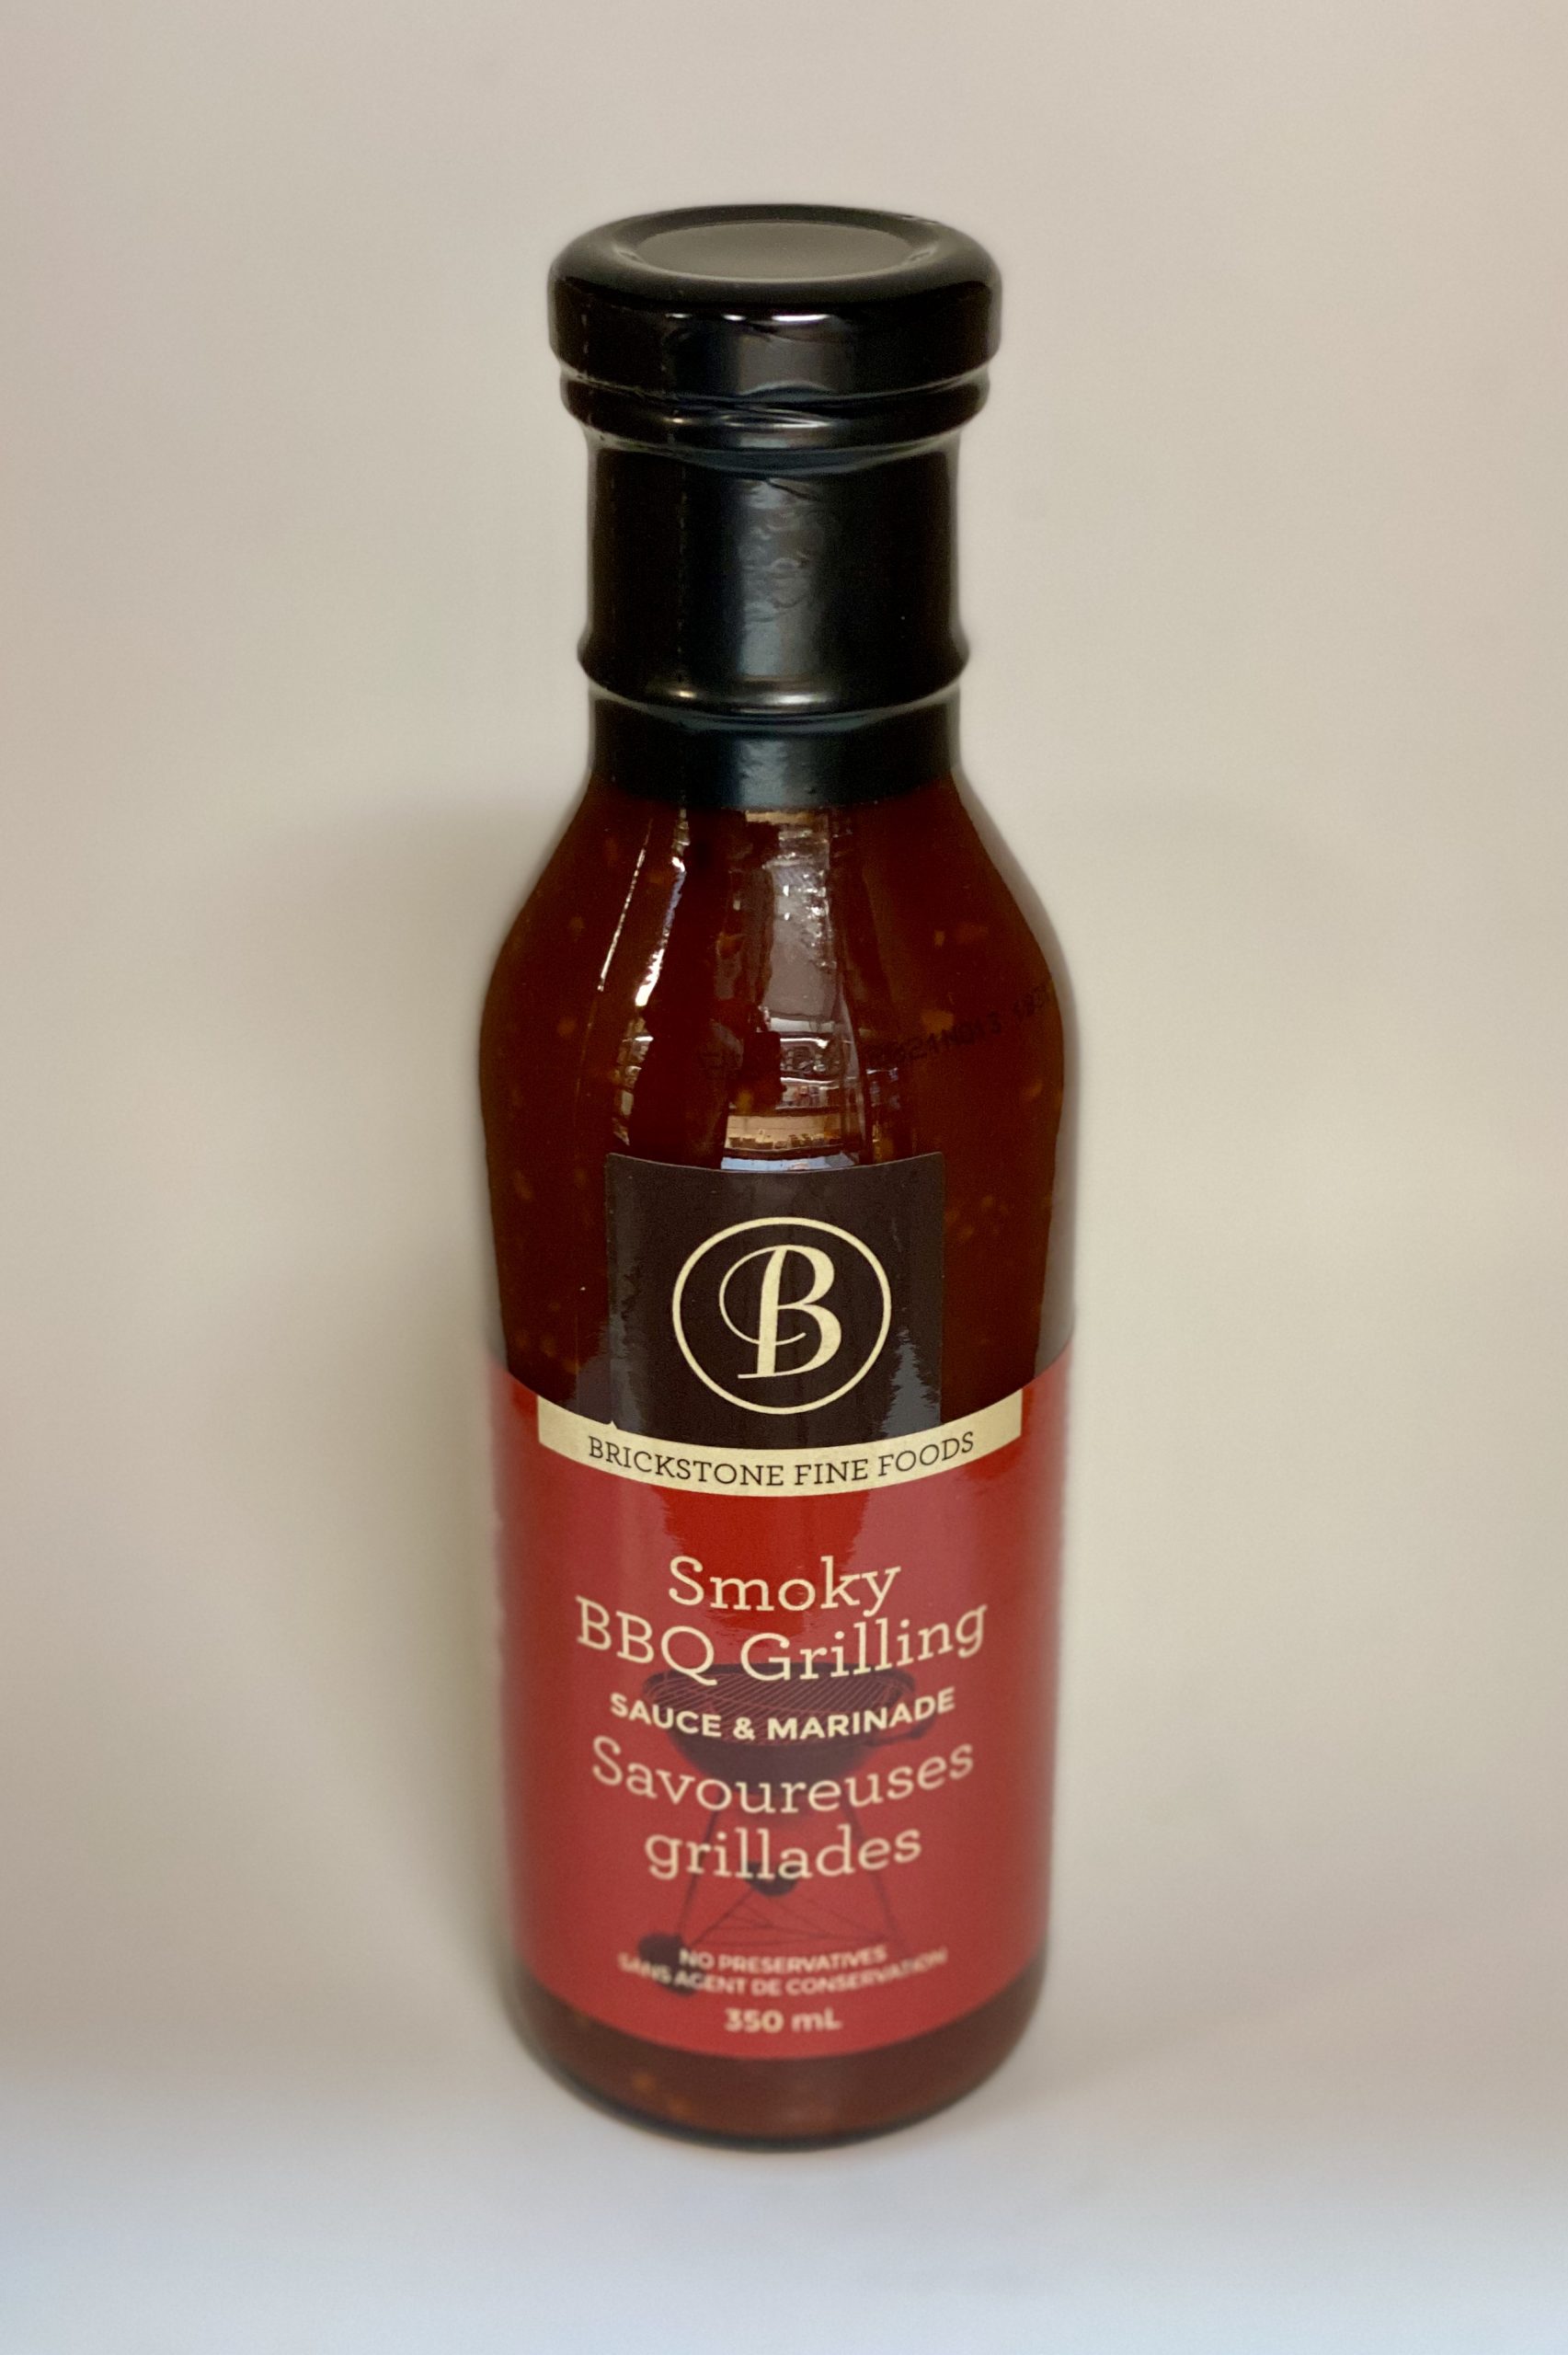 B
BRICKSTONE FINE FOODS
Smoky
BBQ Grilling
SAUCE & MARINADE
Savoureuses
grillades
NO PRESERVATIVES
SANS AGENT DE CONSERVATION
350 mL